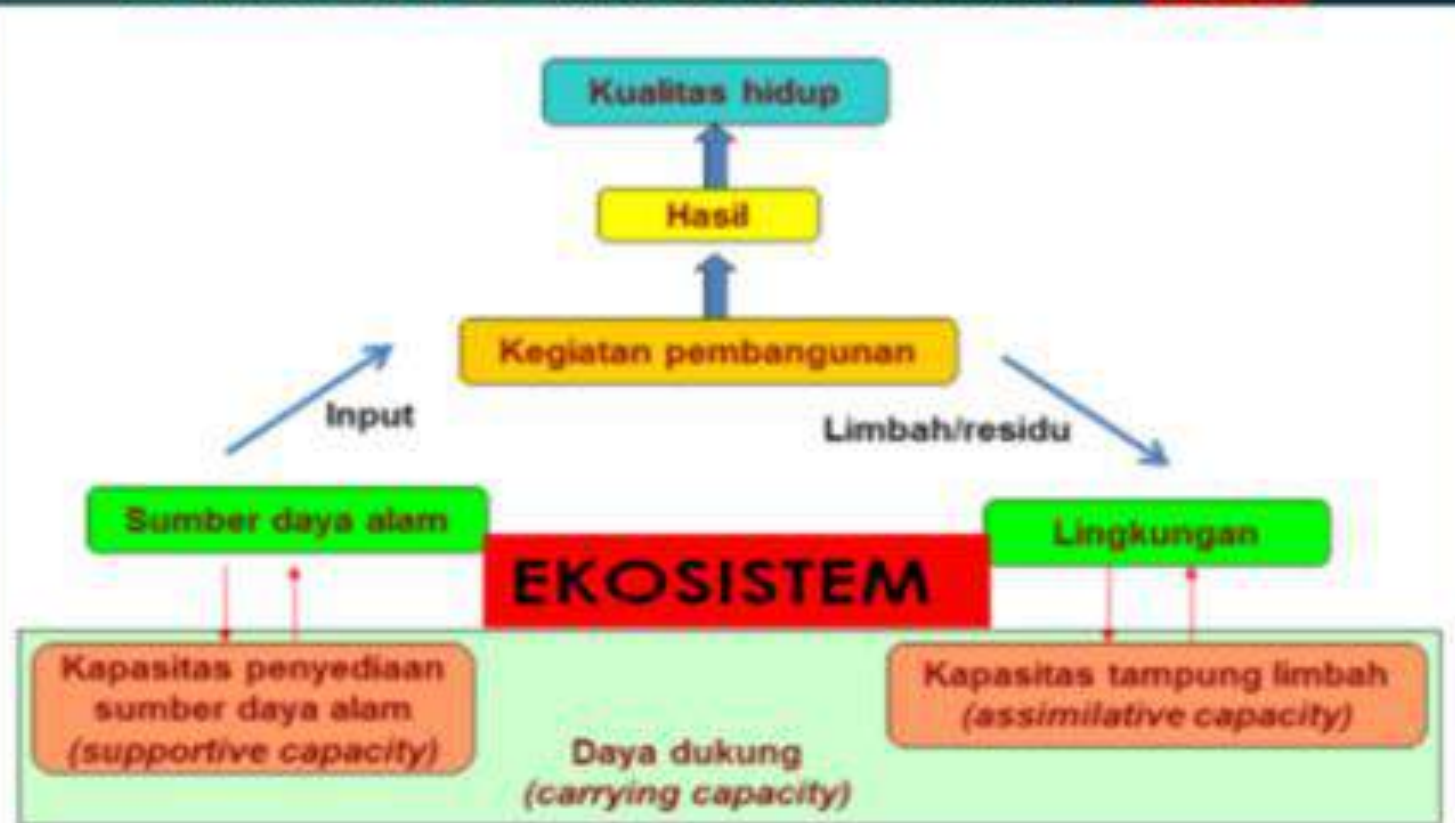 Kualitas hidup
Hasil
Kegiatan pembangunan
Input
Limbah/residu
Sumber daya alam
Lingkungan
EKOSISTEM
Kapasitas penyediaan
sumber daya alam
(supportive capacity)
Kapasitas tampung limbah
(assimilative capacity)
Daya dukung
(carrying capacity)